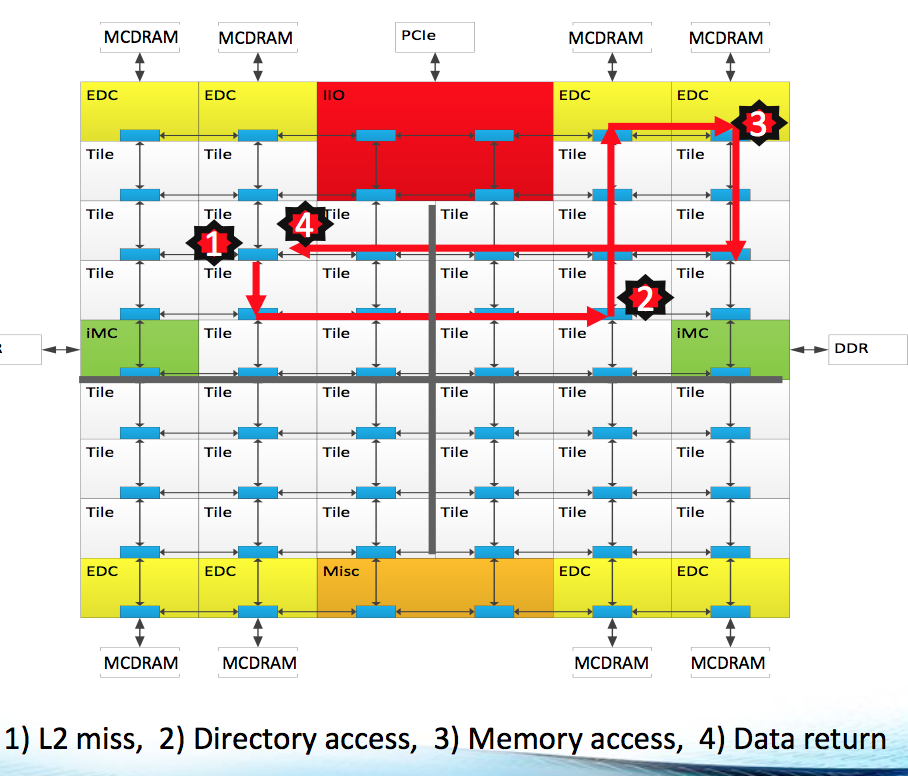 MCDRAM MCDRAM PCIe MCDRAM MCDRAM
EDC EDC IIO EDC EDC
3
Tile Tile Tile Tile
Tile Tile Tile Tile Tile Tile
1 4
Tile Tile Tile Tile Tile Tile
2
iMC Tile Tile Tile Tile iMC DDR
Tile Tile Tile Tile Tile Tile
Tile Tile Tile Tile Tile Tile
Tile Tile Tile Tile Tile Tile
EDC EDC Misc EDC EDC
MCDRAM MCDRAM MCDRAM MCDRAM
1) L2 miss, 2) Directory access, 3) Memory access, 4) Data return